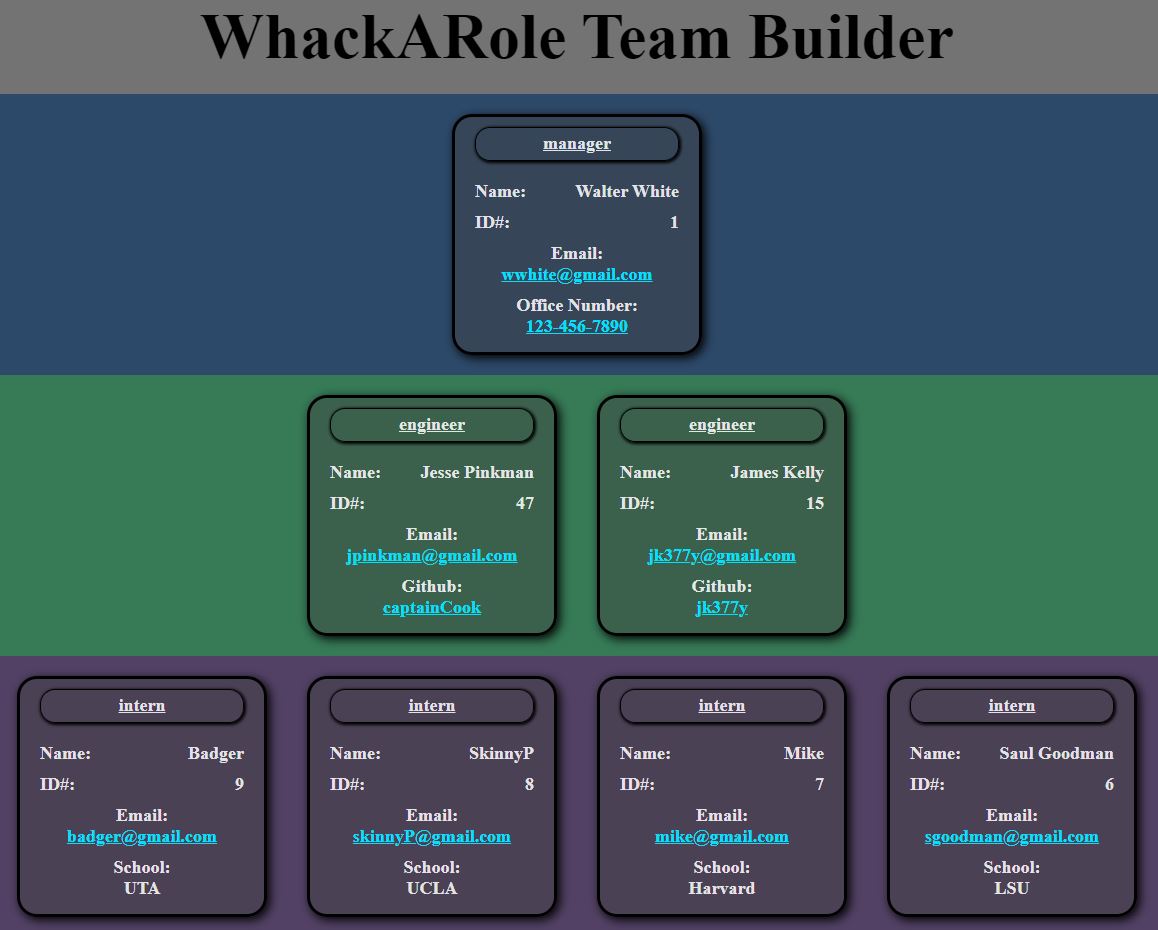 WhackARole Team Builder
manager
Name: Walter White
ID#: 1
Email:
wwhite@gmail.com
Office Number:
123-456-7890
engineer
Name: Jesse Pinkman
ID#: 47
Email:
jpinkman@gmail.com
Github:
captainCook
engineer
Name: James Kelly
ID#: 15
Email:
jk377y@gmail.com
Github:
jk377y
intern
Name: Badger
ID#: 9
Email:
badger@gmail.com
School:
UTA
intern
Name: SkinnyP
ID#: 8
Email:
skinnyP@gmail.com
School:
UCLA
intern
Name: Mike
ID#: 7
Email:
mike@gmail.com
School:
Harvard
intern
Name: Saul Goodman
ID#: 6
Email:
sgoodman@gmail.com
School:
LSU